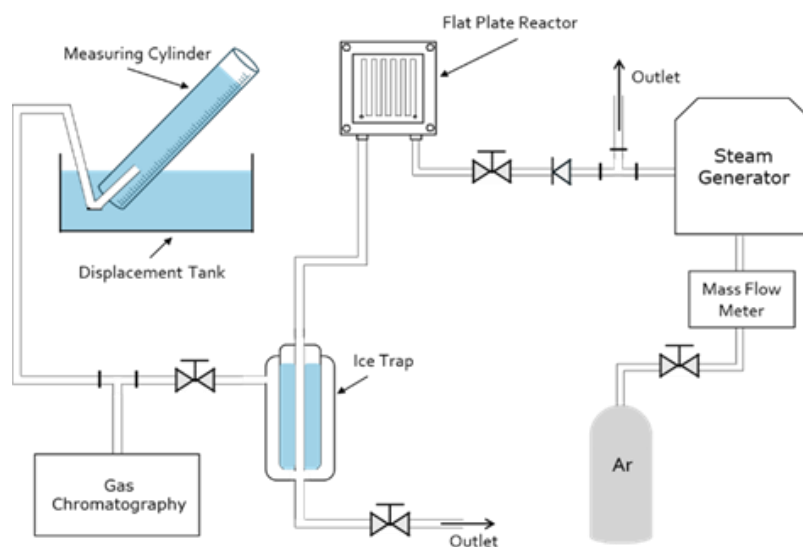 Flat Plate Reactor
Measuring Cylinder
Outlet
Steam
Generator
Displacement Tank
Mass Flow
Meter
Ice Trap
Ar
Gas
Chromatography
Outlet